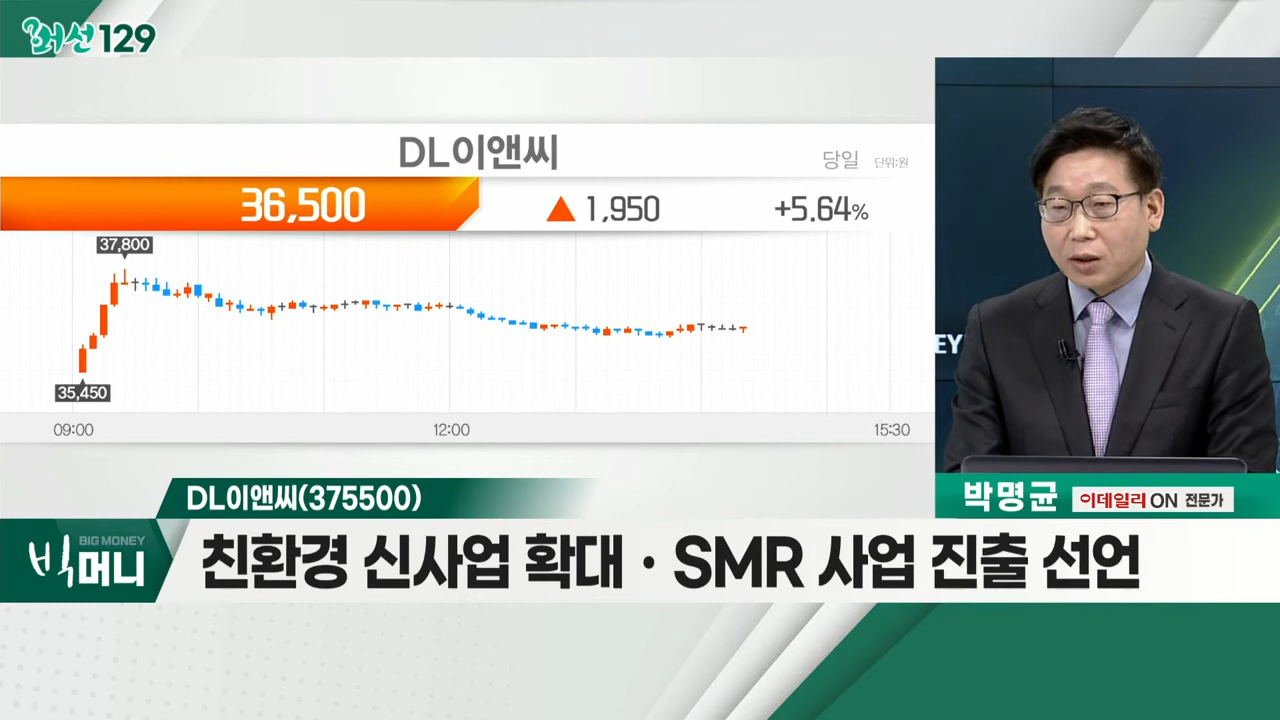 머선129
DL이앤씨
당일 단위:원
36,500 ▲ 1,950 +5.64%
37,800
35,450
09:00 12:00 15:30
EY
DL이앤씨(375500)
박명균 이데일리ON 전문가
BIG MONEY
빅머니
친환경 신사업 확대 · SMR 사업 진출 선언